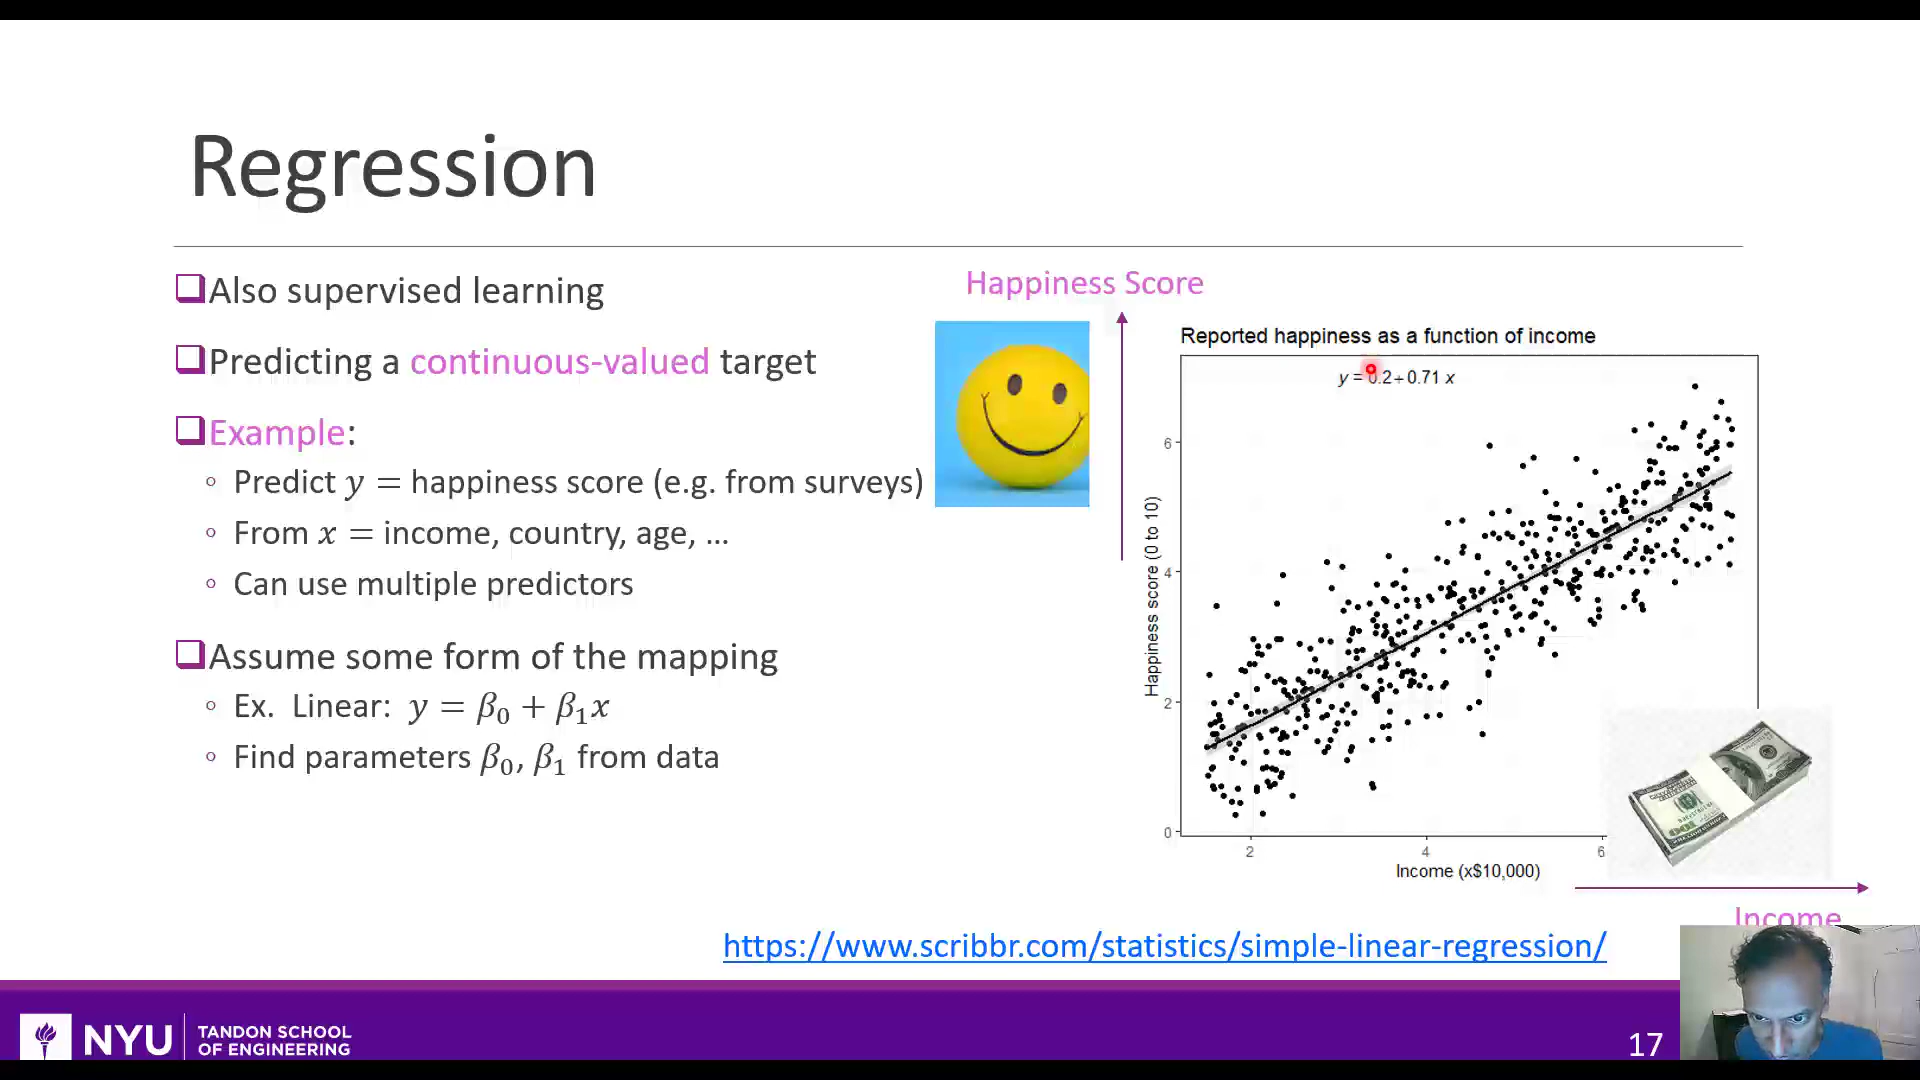 Regression
Also supervised learning
Predicting a continuous-valued target
Example:
Predict y = happiness score (e.g. from surveys)
From x = income, country, age, ...
Can use multiple predictors
Assume some form of the mapping
Ex. Linear: y = β₀ + β₁x
Find parameters β₀, β₁ from data
Happiness Score
Reported happiness as a function of income
y = 0.2+0.71 x
Happiness score (0 to 10)
6
4
2
0
2 4 6
Income (x$10,000)
Income
https://www.scribbr.com/statistics/simple-linear-regression/
NYU
TANDON SCHOOL
OF ENGINEERING
17